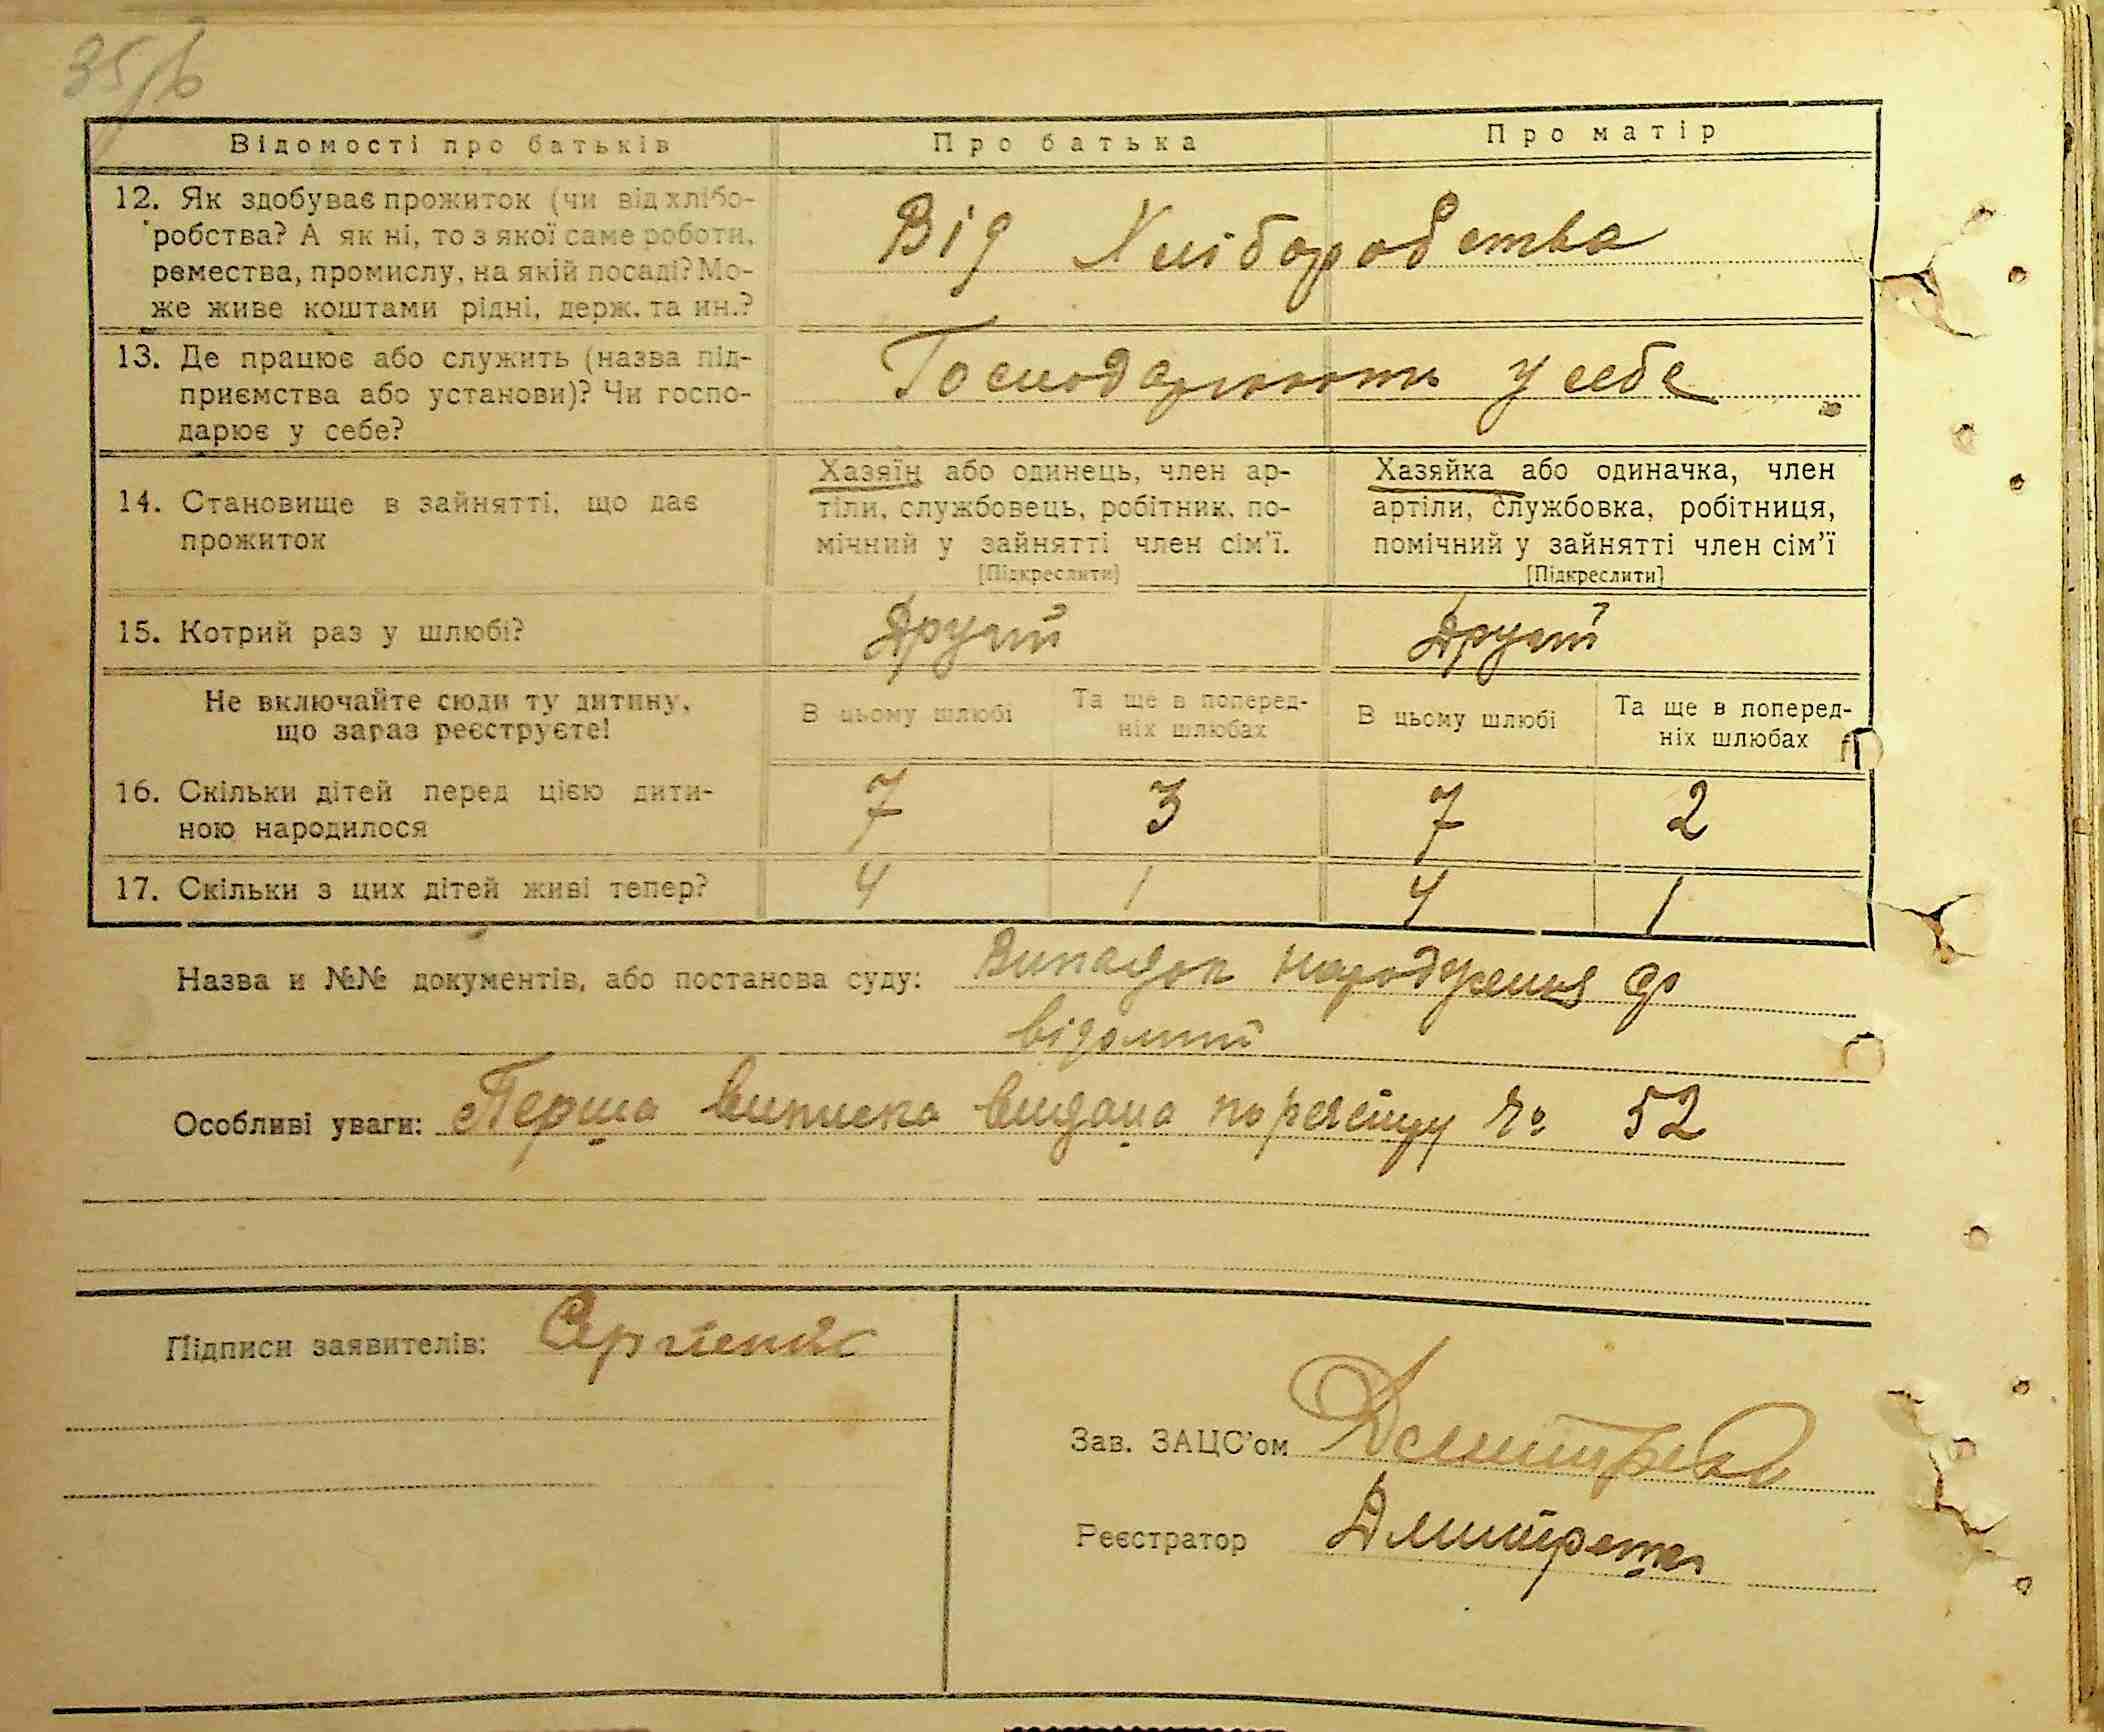 35зв
Відомості про батьків Про батька Про матір
12. Як здобуває прожиток (чи від хлібо- Від Хліборобства
робства? А як ні, то з якої саме роботи,
ремества, промислу, на якій посаді? Мо-
же живе коштами рідні, держ. та ин.?
13. Де працює або служить (назва під- Господарюють у себе
приємства або установи)? Чи госпо-
дарює у себе?
14. Становище в зайнятті, що дає
прожиток
Хазяїн або одинець, член ар-
тіли, службовець, робітник, по-
мічний у зайнятті член сім'ї.
[Підкреслити]
Хазяйка або одиначка, член
артіли, службовка, робітниця,
помічний у зайнятті член сім'ї
[Підкреслити]
15. Котрий раз у шлюбі? Другий Другий
Не включайте сюди ту дитину,
що зараз реєструєте!
В цьому шлюбі
Та ще в поперед-
ніх шлюбах
В цьому шлюбі
Та ще в поперед-
ніх шлюбах
16. Скільки дітей перед цією дити- 7 3 7 2
ною народилося
17. Скільки з цих дітей живі тепер? 4 1 4 1
Назва и №№ документів, або постанова суду: Випадок народження
відомий
Особливі уваги: Перша виписка видана по реєстру № 52
Підписи заявителів:
Зав. ЗАЦС'ом
Реєстратор